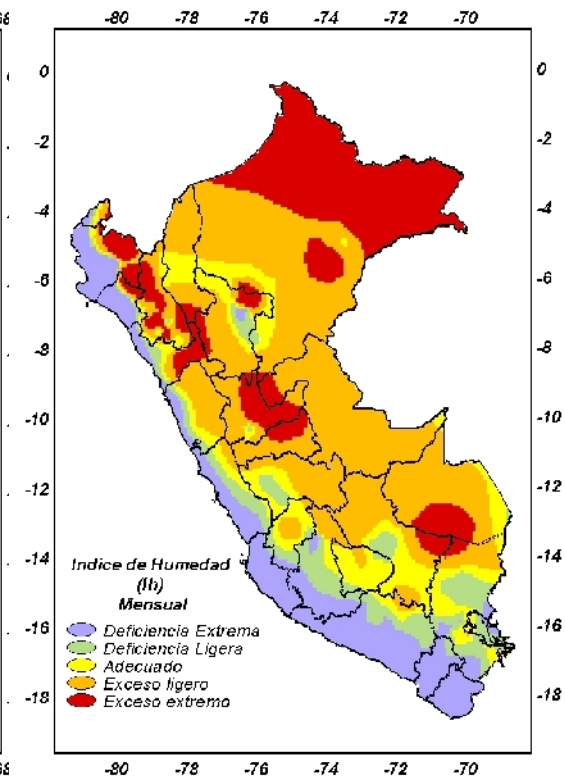 -80 -78 -76 -74 -72 -70
0 0
-2 -2
-4 -4
-6 -6
-8 -8
-10 -10
-12 -12
-14 -14
Indice de Humedad
(Ih)
Mensual
-16 -16
Deficiencia Extrema
Deficiencia Ligera
Adecuado
Exceso ligero
Exceso extremo
-18 -18
-80 -78 -76 -74 -72 -70